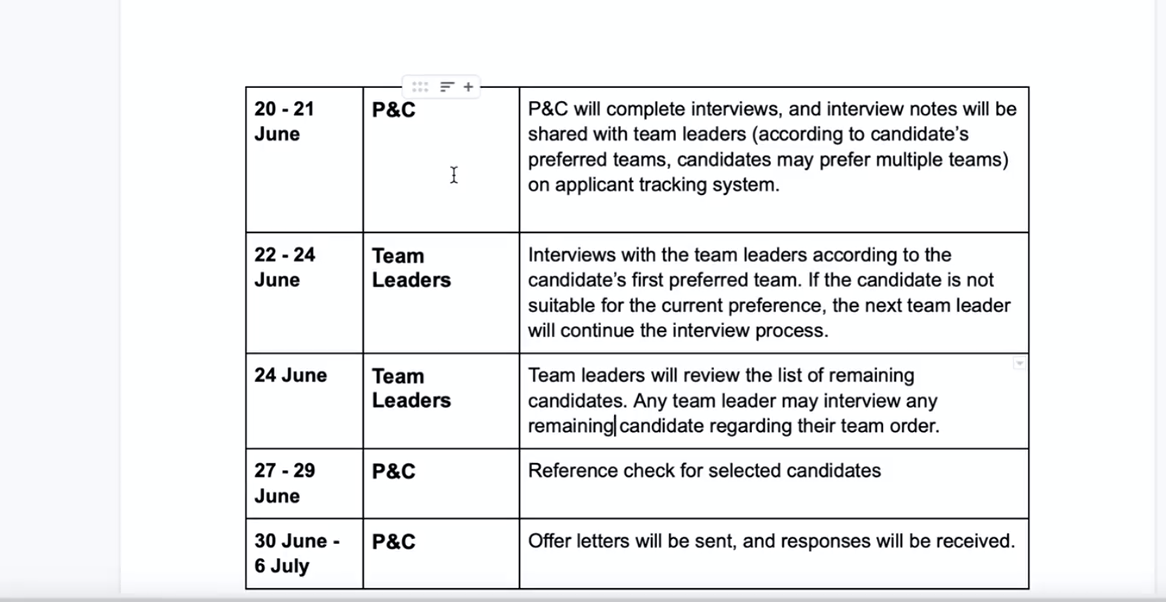 20 - 21
June
P&C
P&C will complete interviews, and interview notes will be
shared with team leaders (according to candidate's
preferred teams, candidates may prefer multiple teams)
on applicant tracking system.
22 - 24
June
Team
Leaders
Interviews with the team leaders according to the
candidate's first preferred team. If the candidate is not
suitable for the current preference, the next team leader
will continue the interview process.
24 June
Team
Leaders
Team leaders will review the list of remaining
candidates. Any team leader may interview any
remaining candidate regarding their team order.
27 - 29
June
P&C
Reference check for selected candidates
30 June -
6 July
P&C
Offer letters will be sent, and responses will be received.